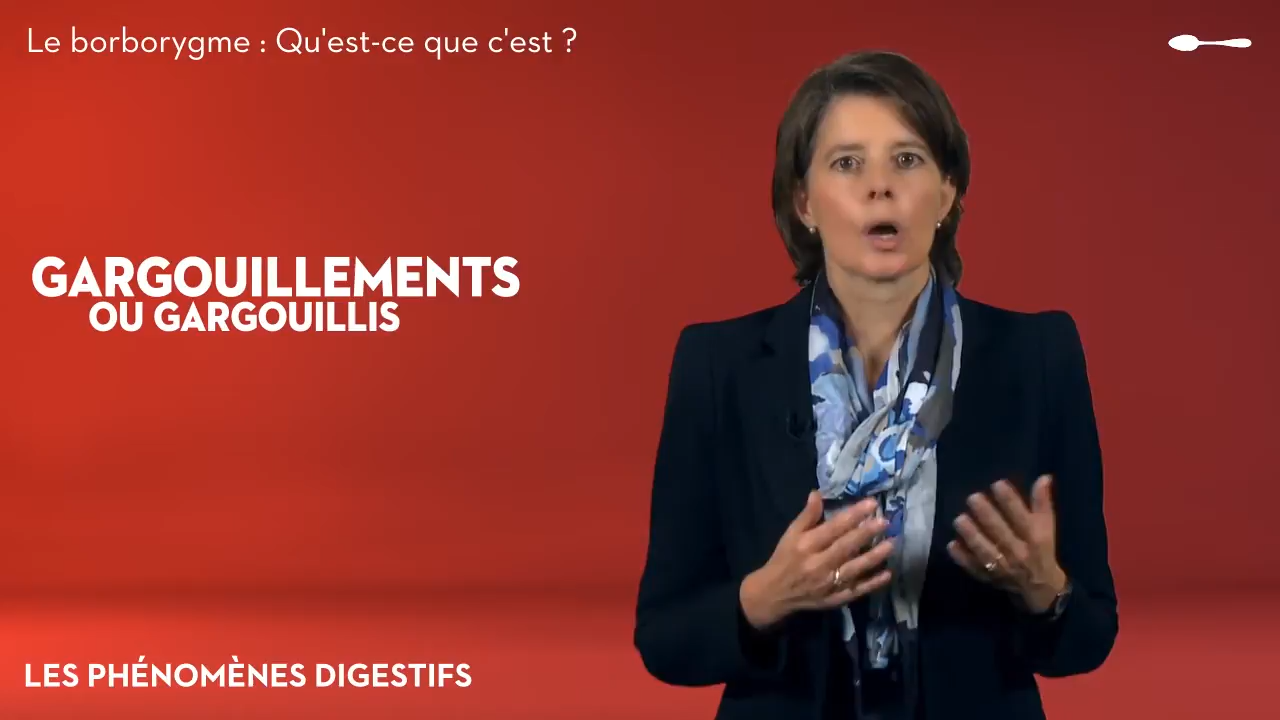 Le borborygme : Qu'est-ce que c'est ?
GARGOUILLEMENTS
OU GARGOUILLIS
LES PHÉNOMÈNES DIGESTIFS